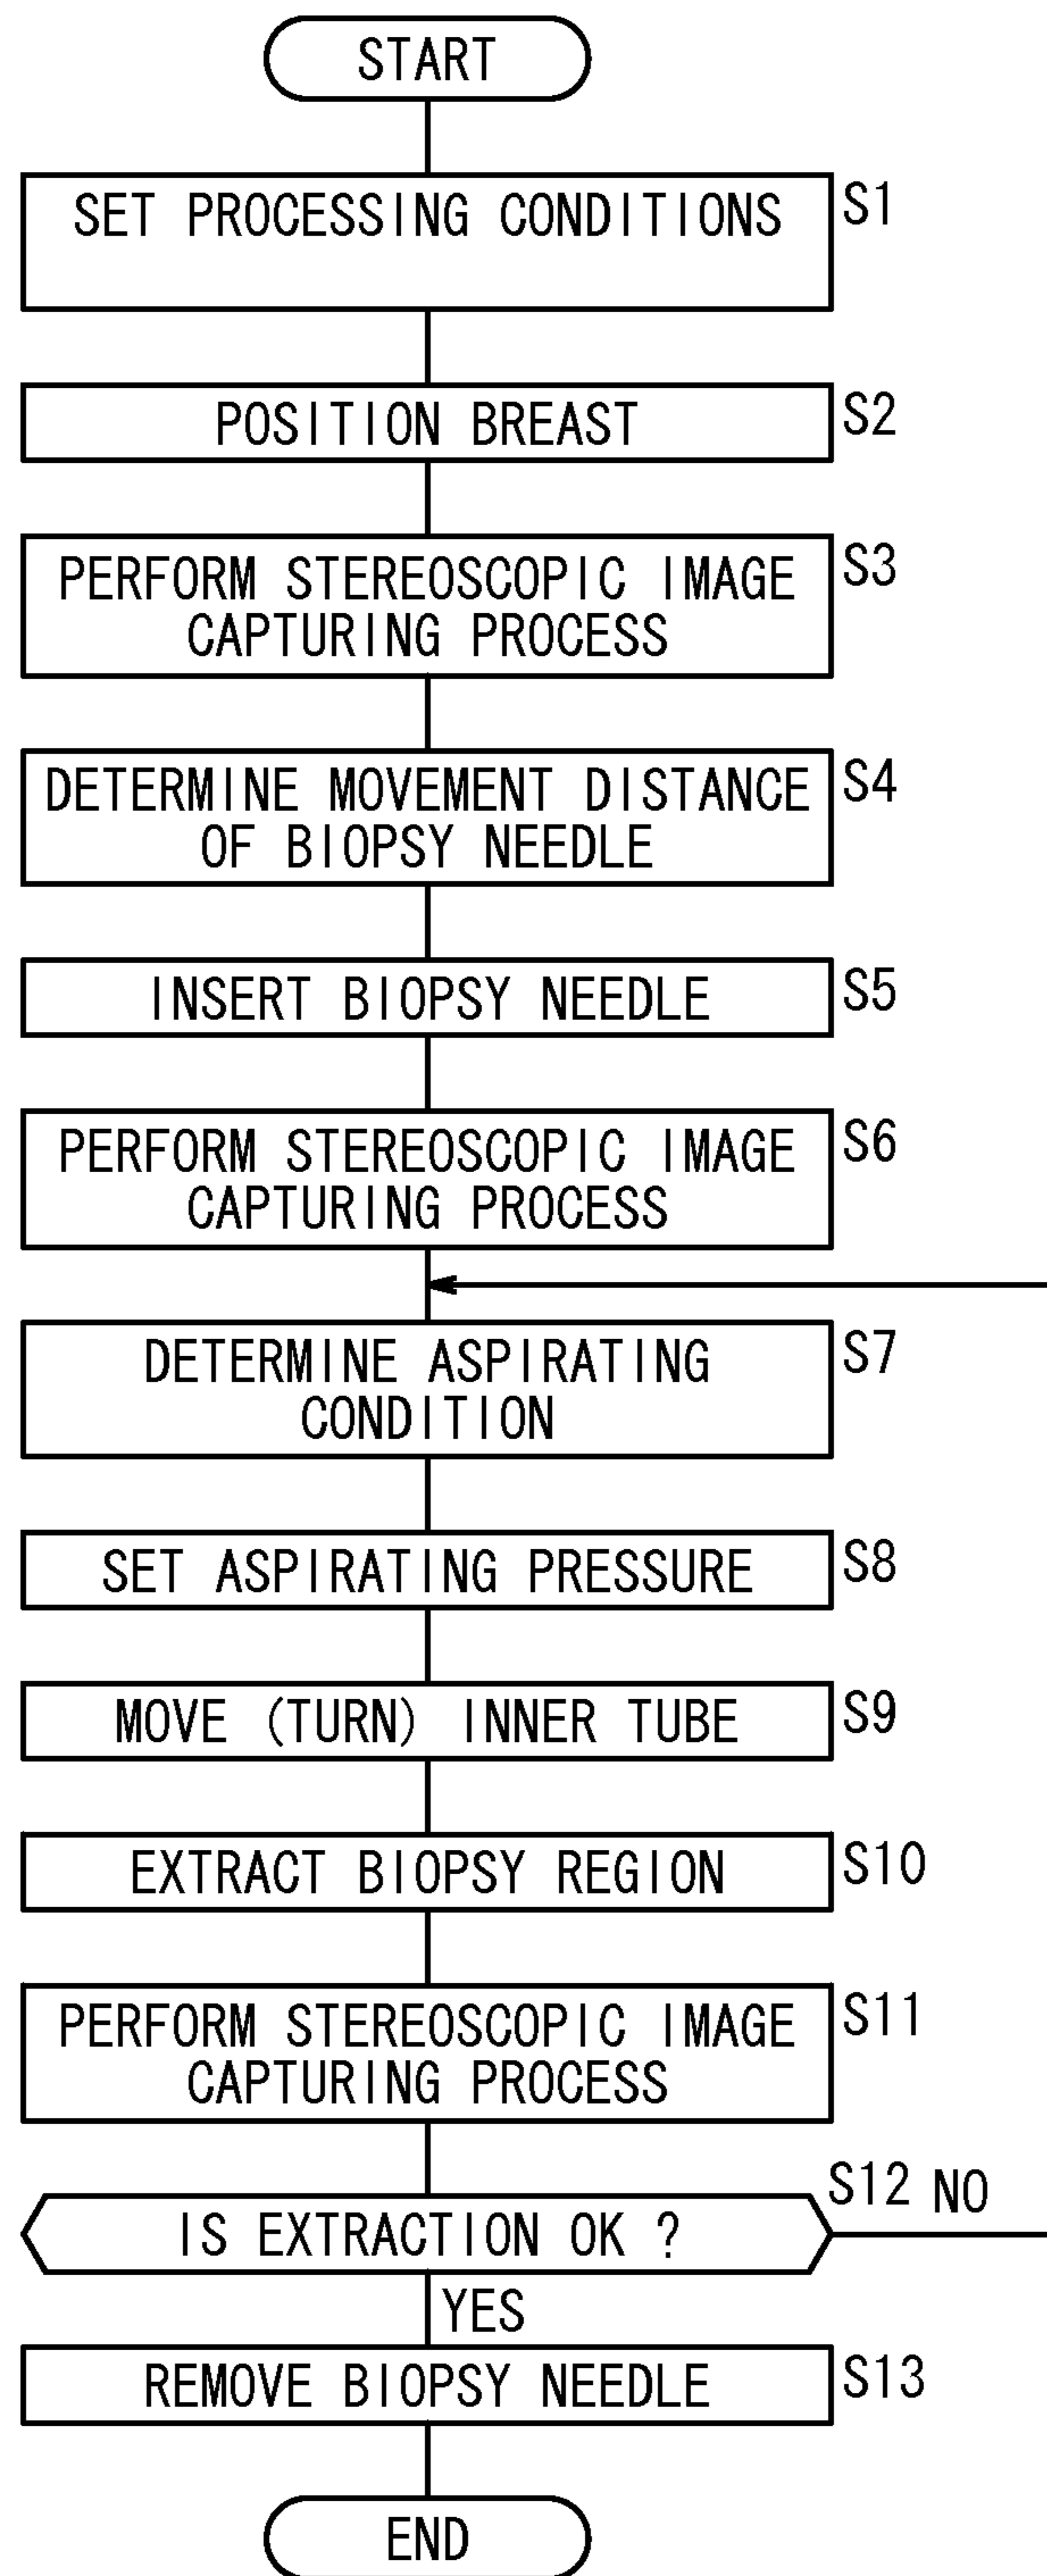 START
SET PROCESSING CONDITIONS S1
POSITION BREAST S2
PERFORM STEREOSCOPIC IMAGE S3
CAPTURING PROCESS
DETERMINE MOVEMENT DISTANCE S4
OF BIOPSY NEEDLE
INSERT BIOPSY NEEDLE S5
PERFORM STEREOSCOPIC IMAGE S6
CAPTURING PROCESS
DETERMINE ASPIRATING S7
CONDITION
SET ASPIRATING PRESSURE S8
MOVE (TURN) INNER TUBE S9
EXTRACT BIOPSY REGION S10
PERFORM STEREOSCOPIC IMAGE S11
CAPTURING PROCESS
S12 NO
IS EXTRACTION OK ?
YES
REMOVE BIOPSY NEEDLE S13
END